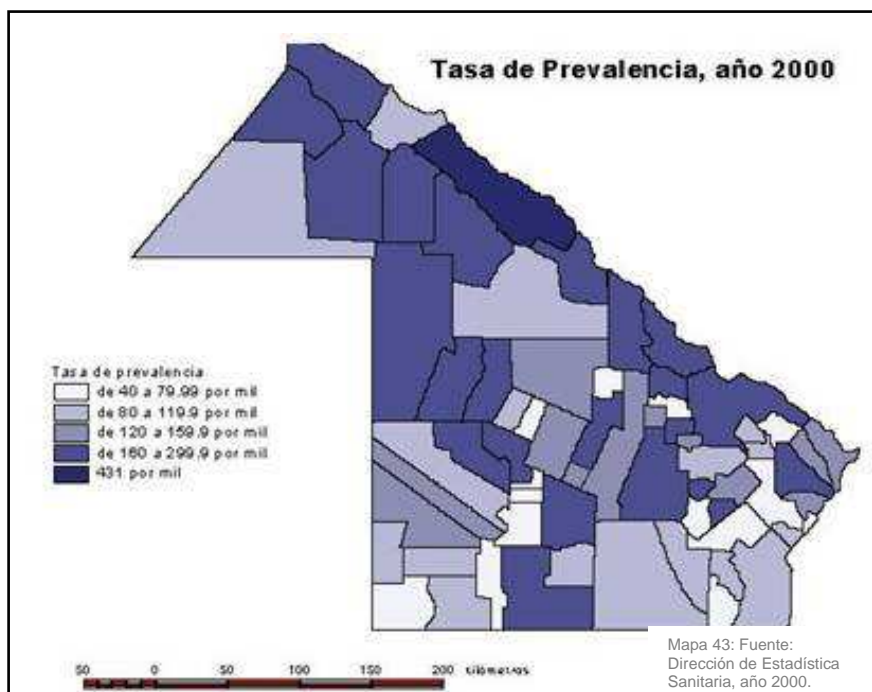 Tasa de Prevalencia, año 2000
Tasa de prevalencia
de 40 a 79.99 por mil
de 80 a 119.9 por mil
de 120 a 159.9 por mil
de 160 a 299.9 por mil
431 por mil
50 0 50 100 150 200 Kilometros
Mapa 43: Fuente:
Dirección de Estadística
Sanitaria, año 2000.